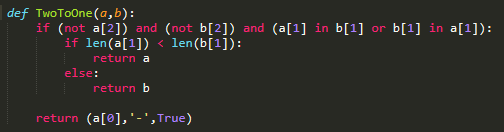 def TwoToOne(a,b):
    if (not a[2]) and (not b[2]) and (a[1] in b[1] or b[1] in a[1]):
        if len(a[1]) < len(b[1]):
            return a
        else:
            return b
    return (a[0],'-',True)